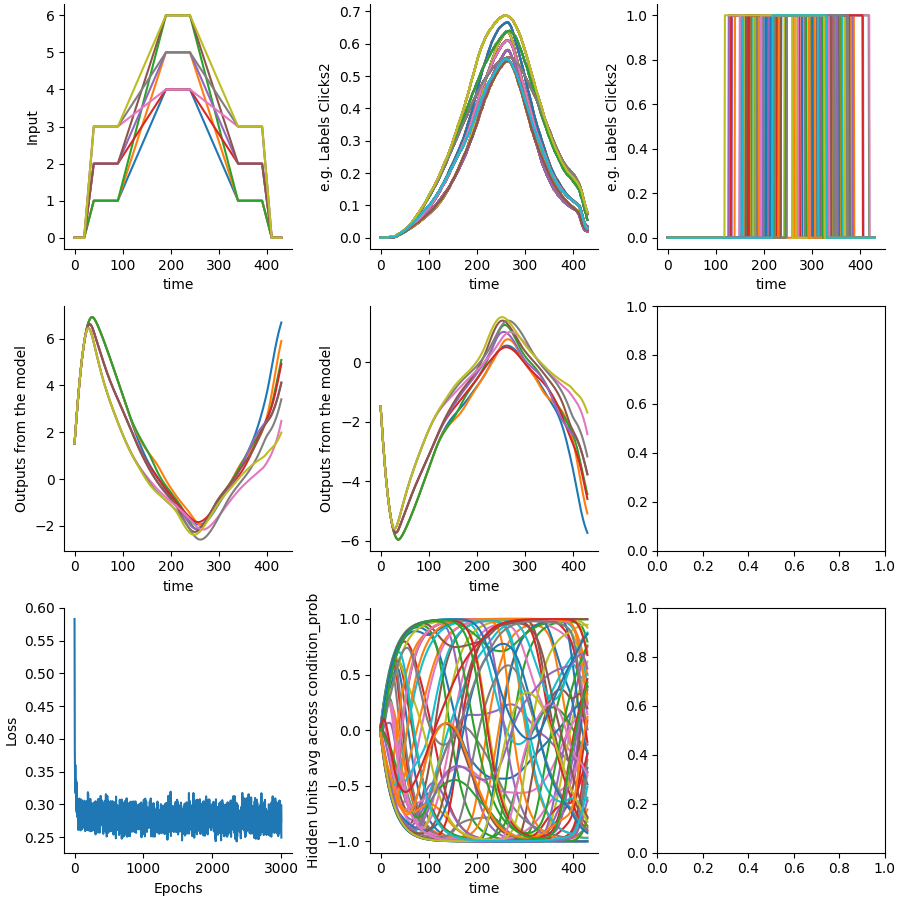 6
5
4
3
2
1
0
Input
0 100 200 300 400
time
0.7
0.6
0.5
0.4
0.3
0.2
0.1
0.0
e.g. Labels Clicks2
0 100 200 300 400
time
1.0
0.8
0.6
0.4
0.2
0.0
e.g. Labels Clicks2
0 100 200 300 400
time
6
4
2
0
−2
Outputs from the model
0 100 200 300 400
time
0
−2
−4
−6
Outputs from the model
0 100 200 300 400
time
1.0
0.8
0.6
0.4
0.2
0.0
0.0 0.2 0.4 0.6 0.8 1.0
0.60
0.55
0.50
0.45
0.40
0.35
0.30
0.25
Loss
0 1000 2000 3000
Epochs
1.0
0.5
0.0
−0.5
−1.0
Hidden Units avg across condition_prob
0 100 200 300 400
time
1.0
0.8
0.6
0.4
0.2
0.0
0.0 0.2 0.4 0.6 0.8 1.0